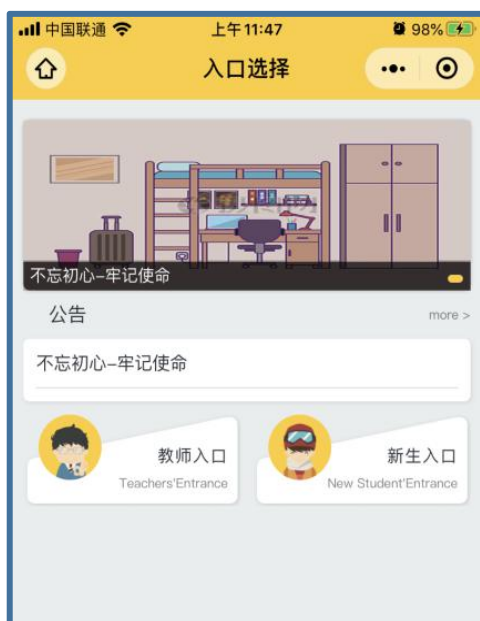 中国联通
上午11:47
98%
入口选择
不忘初心-牢记使命
公告
more >
不忘初心-牢记使命
教师入口
Teachers'Entrance
新生入口
New Student'Entrance